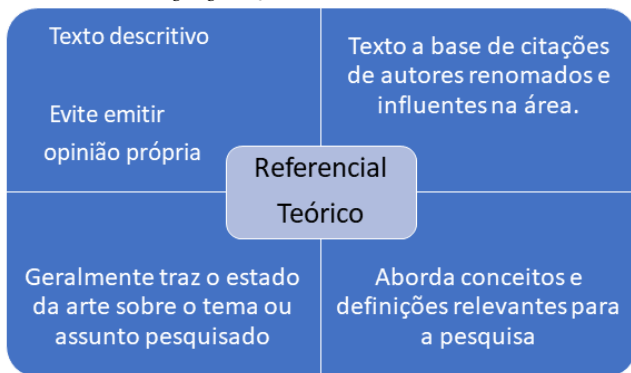 Texto descritivo
Evite emitir
opinião própria
Texto a base de citações
de autores renomados e
influentes na área.
Referencial
Teórico
Geralmente traz o estado
da arte sobre o tema ou
assunto pesquisado
Aborda conceitos e
definições relevantes para
a pesquisa